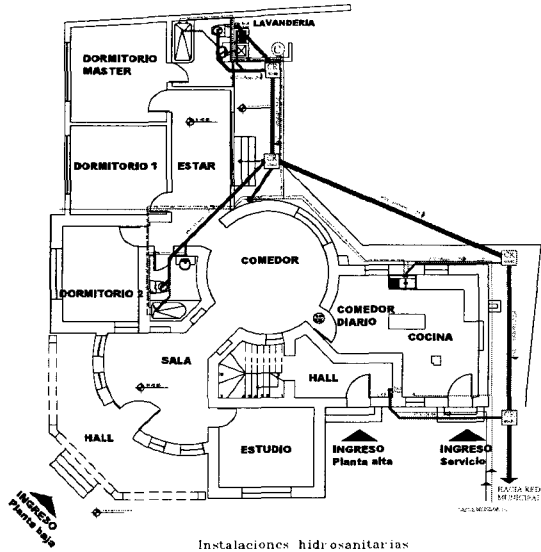 LAVANDERIA
DORMITORIO
MASTER
DORMITORIO 1
ESTAR
COMEDOR
DORMITORIO 2
COMEDOR
DIARIO
COCINA
SALA
HALL
HALL
ESTUDIO
INGRESO
Planta alta
INGRESO
Servicio
INGRESO
Planta baja
HACIA RED
MUNICIPAL
Instalaciones hidrosanitarias